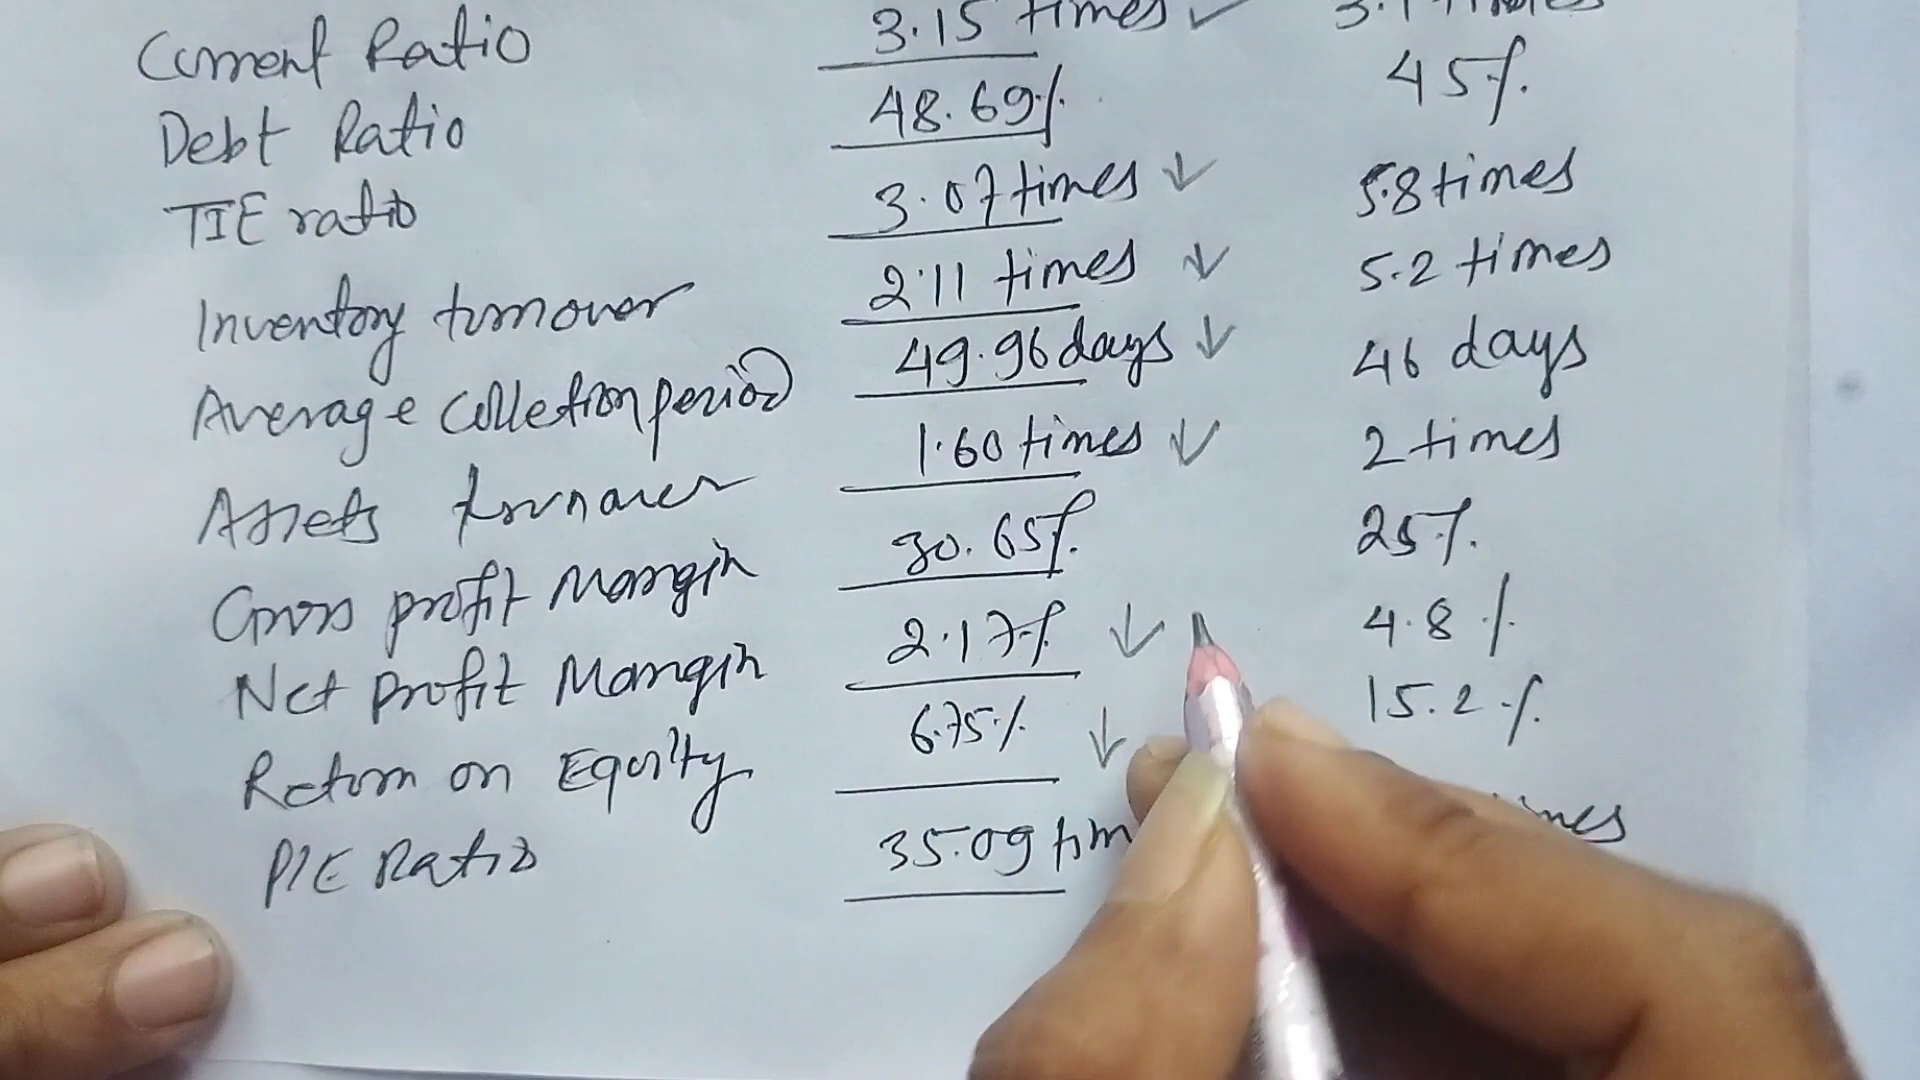 Current Ratio 3.15 times ✓
Debt Ratio 48.69% 45%
TIE ratio 3.07 times ↓ 5.8 times
Inventory turnover 2.11 times ↓ 5.2 times
Average Colletion period 49.96 days ↓ 46 days
Assets turnover 1.60 times ↓ 2 times
Gross profit Margin 30.65% 25%
Net Profit Margin 2.17% ↓ 4.8%
Return on Equity 6.75% ↓ 15.2%
P/E Ratio 35.09